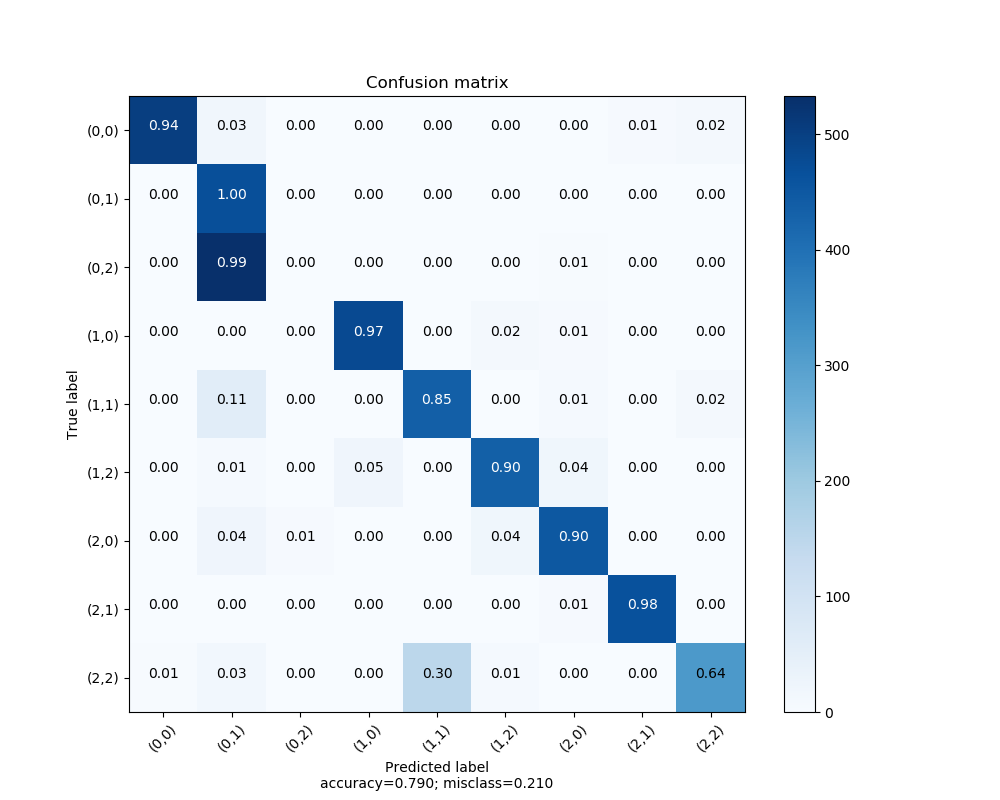 Confusion matrix
(0,0) 0.94 0.03 0.00 0.00 0.00 0.00 0.00 0.01 0.02
(0,1) 0.00 1.00 0.00 0.00 0.00 0.00 0.00 0.00 0.00
(0,2) 0.00 0.99 0.00 0.00 0.00 0.00 0.01 0.00 0.00
(1,0) 0.00 0.00 0.00 0.97 0.00 0.02 0.01 0.00 0.00
(1,1) 0.00 0.11 0.00 0.00 0.85 0.00 0.01 0.00 0.02
(1,2) 0.00 0.01 0.00 0.05 0.00 0.90 0.04 0.00 0.00
(2,0) 0.00 0.04 0.01 0.00 0.00 0.04 0.90 0.00 0.00
(2,1) 0.00 0.00 0.00 0.00 0.00 0.00 0.01 0.98 0.00
(2,2) 0.01 0.03 0.00 0.00 0.30 0.01 0.00 0.00 0.64
(0,0) (0,1) (0,2) (1,0) (1,1) (1,2) (2,0) (2,1) (2,2)
True label
Predicted label
accuracy=0.790; misclass=0.210
500
400
300
200
100
0